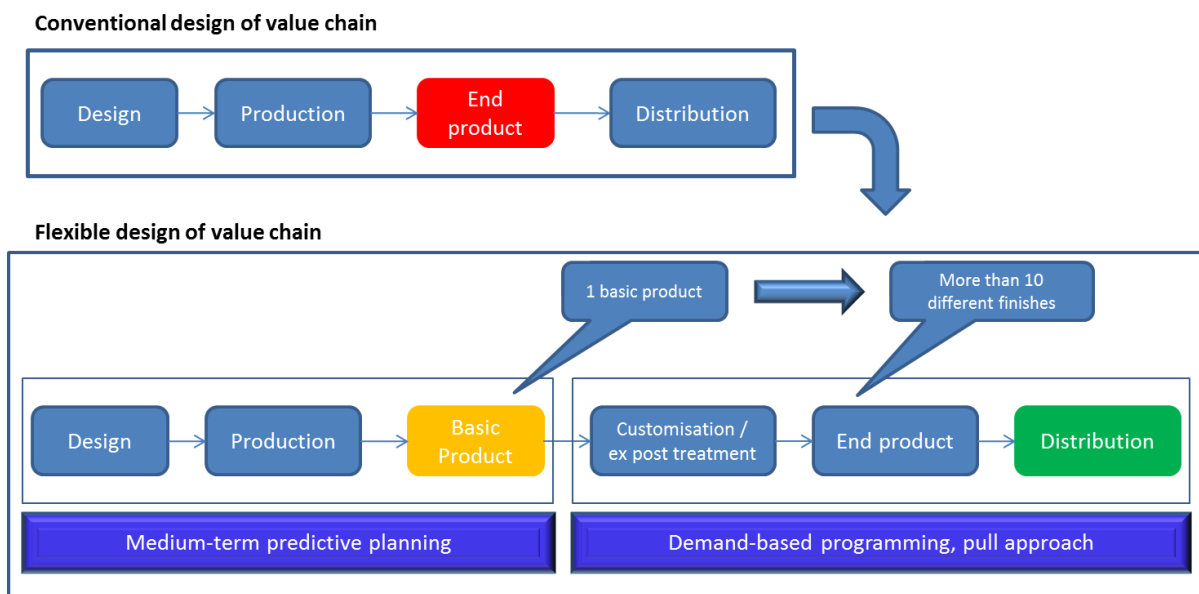 Conventional design of value chain
Design
Production
End
product
Distribution
Flexible design of value chain
1 basic product
More than 10
different finishes
Design
Production
Basic
Product
Customisation /
ex post treatment
End product
Distribution
Medium-term predictive planning
Demand-based programming, pull approach